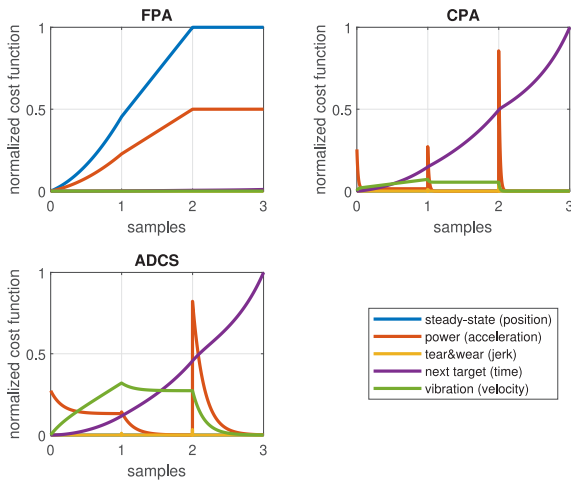 FPA
normalized cost function
1
0.5
0
0
1
2
3
samples
CPA
normalized cost function
1
0.5
0
0
1
2
3
samples
ADCS
normalized cost function
1
0.5
0
0
1
2
3
samples
steady-state (position)
power (acceleration)
tear&wear (jerk)
next target (time)
vibration (velocity)